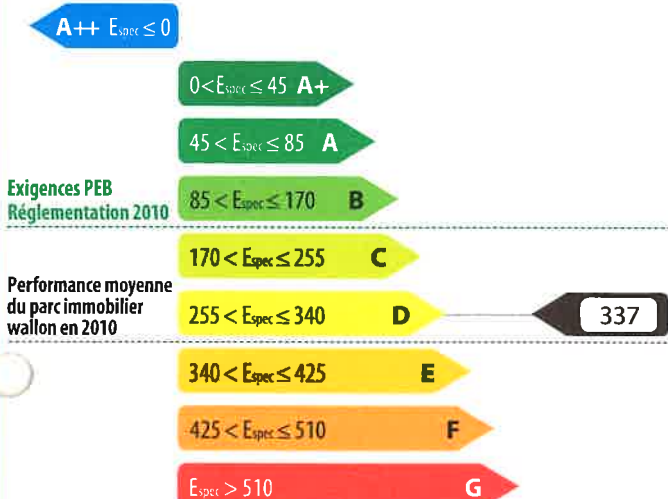 A++ Espec ≤ 0
0 < Espec ≤ 45 A+
45 < Espec ≤ 85 A
Exigences PEB
Réglementation 2010
85 < Espec ≤ 170 B
170 < Espec ≤ 255 C
Performance moyenne
du parc immobilier
wallon en 2010
255 < Espec ≤ 340 D
337
340 < Espec ≤ 425 E
425 < Espec ≤ 510 F
Espec > 510 G